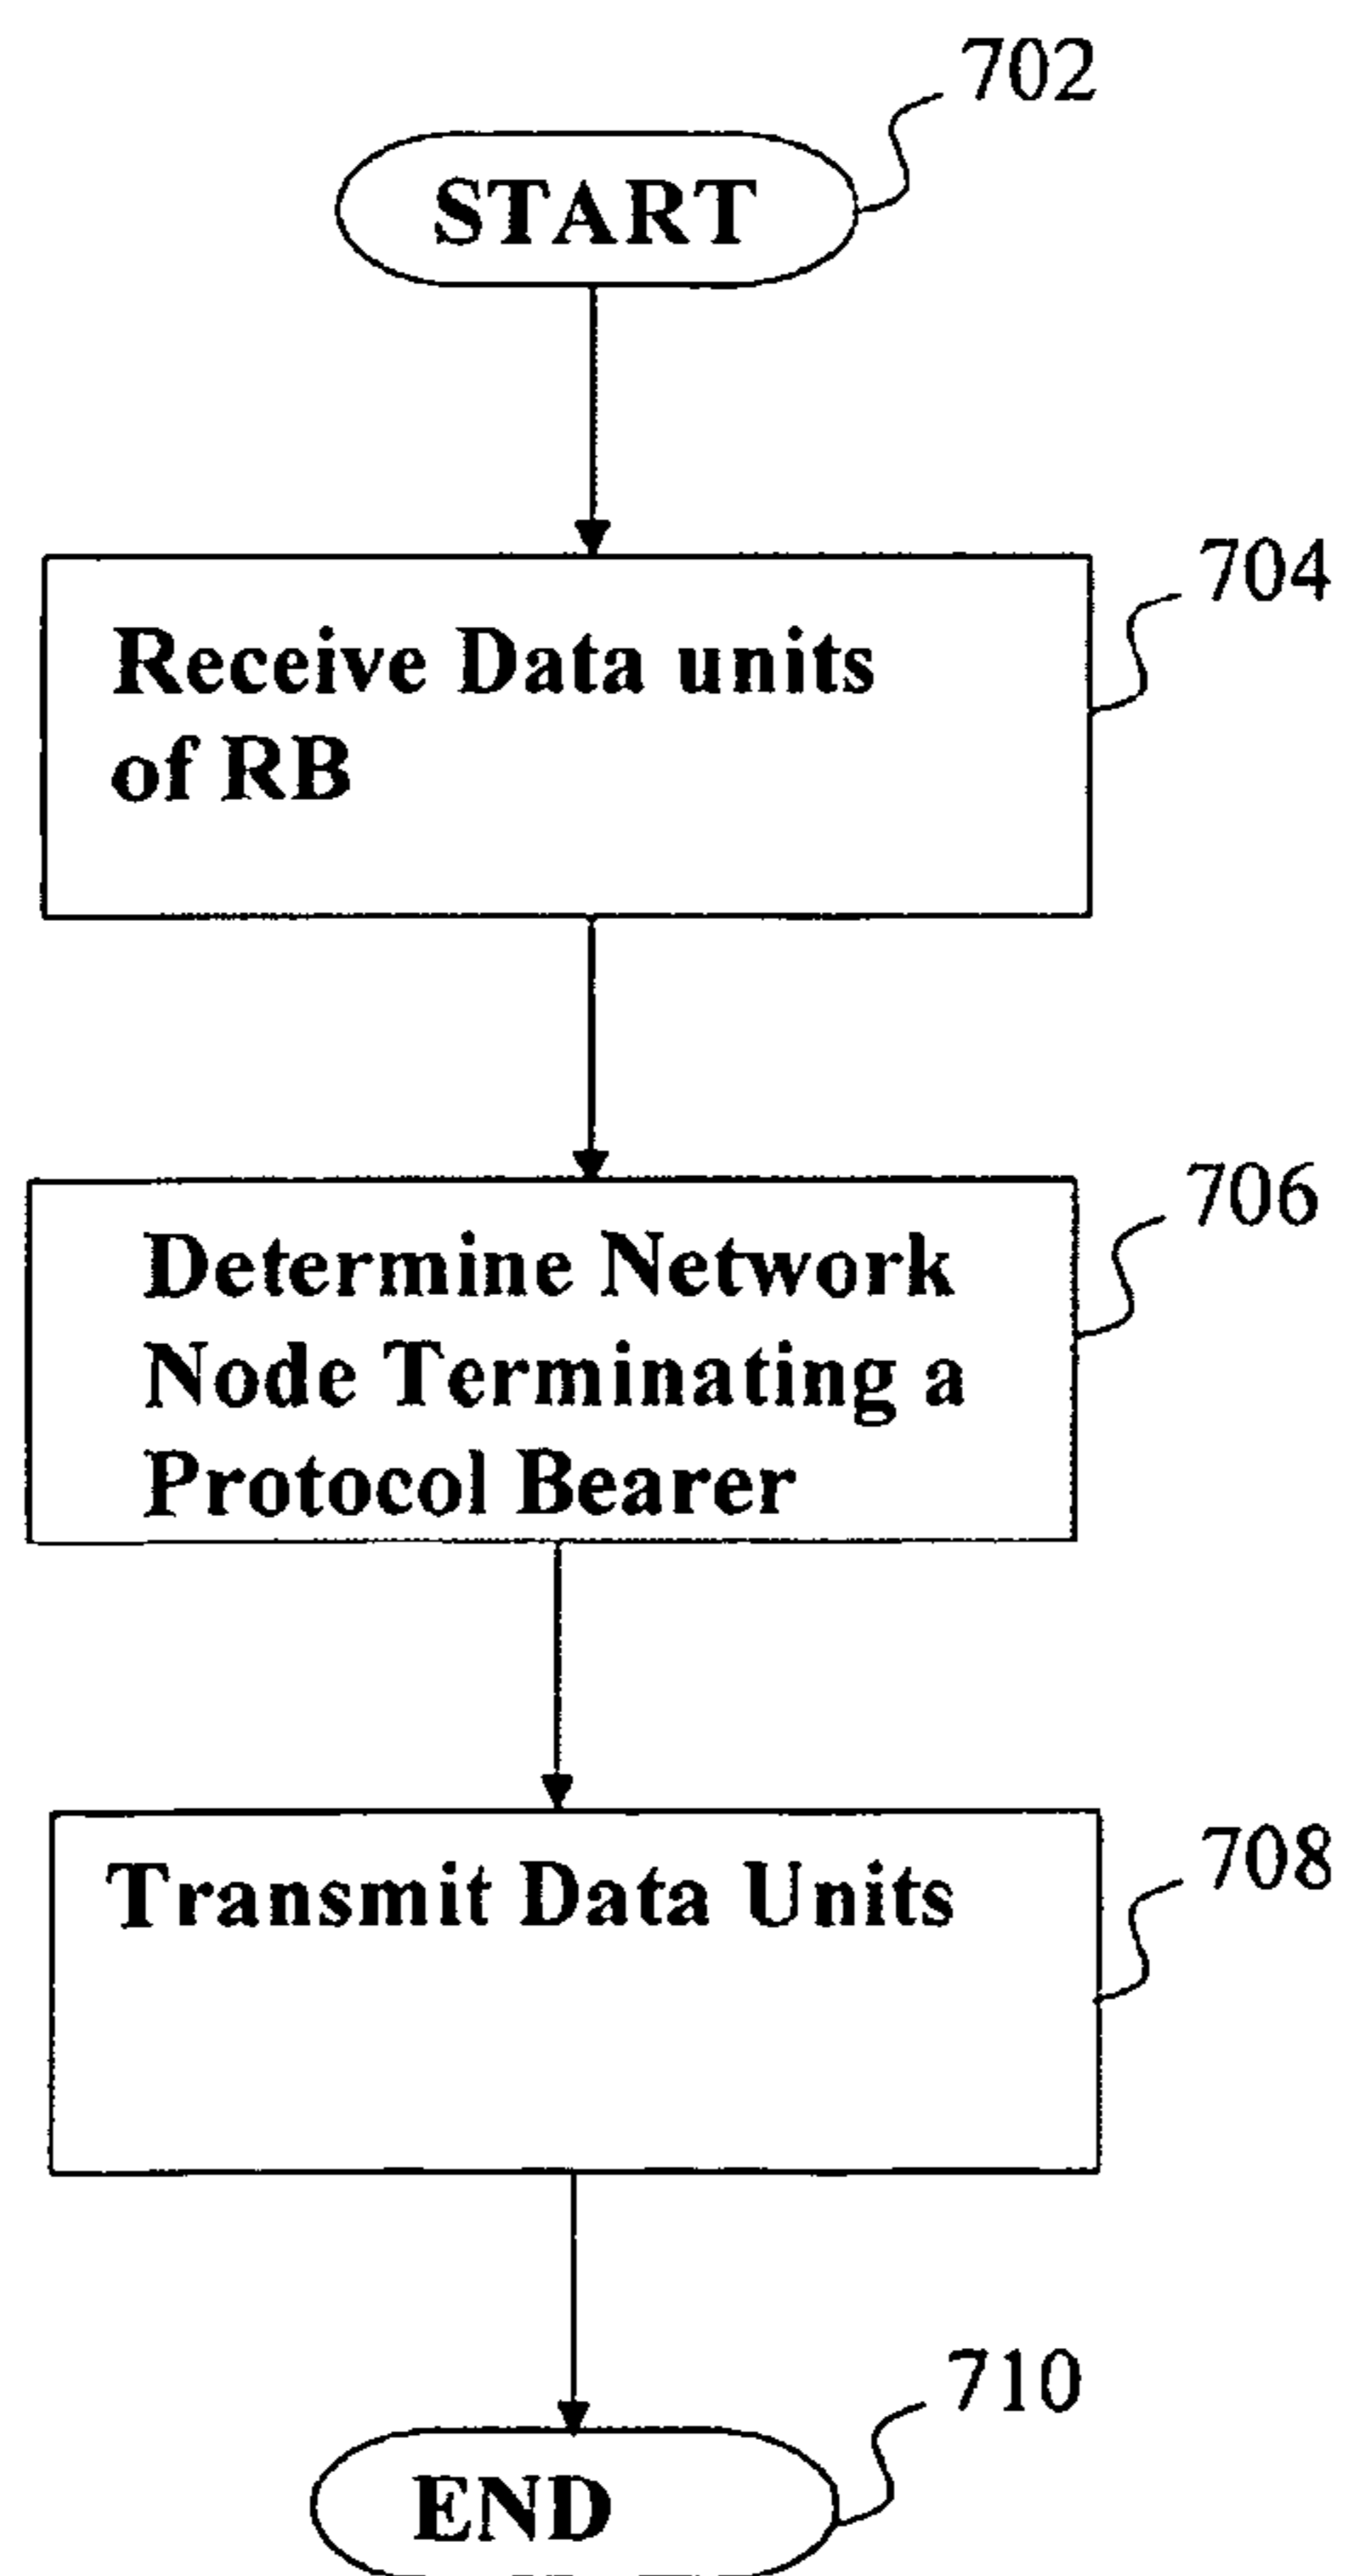 702
START
704
Receive Data units
of RB
706
Determine Network
Node Terminating a
Protocol Bearer
708
Transmit Data Units
710
END